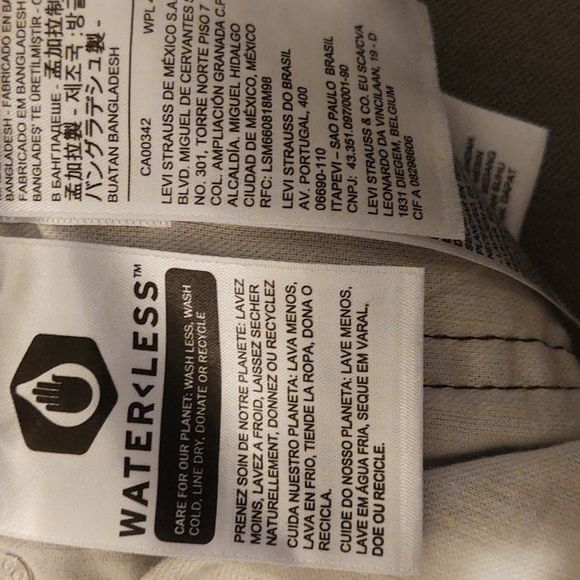 BANGLADESH - FABRICADO EN BA
FABRICADO EM BANGLADESH
BANGLADEŞ'TE ÜRETİLMİŞTİR
В БАНГЛАДЕШЕ - 孟加拉制
孟加拉製 - 제조국 :방글
バングラデシュ製 -
BUATAN BANGLADESH
WPL 4
CA00342
LEVI STRAUSS DE MÉXICO S.A.
BLVD. MIGUEL DE CERVANTES S
NO. 301, TORRE NORTE PISO 7
COL. AMPLIACIÓN GRANADA C.P
ALCALDÍA, MIGUEL HIDALGO
CIUDAD DE MÉXICO, MÉXICO
RFC: LSM660818M98
LEVI STRAUSS DO BRASIL
AV, PORTUGAL, 400
06690-110
ITAPEVI – SAO PAULO BRASIL
CNPJ: 43.351.097/0001-90
LEVI STRAUSS & CO. EU SCA/CVA
LEONARDO DA VINCILAAN, 19 - D
1831 DIEGEM, BELGIUM
CIF A 08298606
WATER<LESS™
CARE FOR OUR PLANET: WASH LESS, WASH
COLD, LINE DRY, DONATE OR RECYCLE
PRENEZ SOIN DE NOTRE PLANETE: LAVEZ
MOINS, LAVEZ A FROID, LAISSEZ SECHER
NATURELLEMENT, DONNEZ OU RECYCLEZ
CUIDA NUESTRO PLANETA: LAVA MENOS,
LAVA EN FRIO, TIENDE LA ROPA, DONA O
RECICLA.
CUIDE DO NOSSO PLANETA: LAVE MENOS,
LAVE EM ÁGUA FRIA, SEQUE EM VARAL,
DOE OU RECICLE.